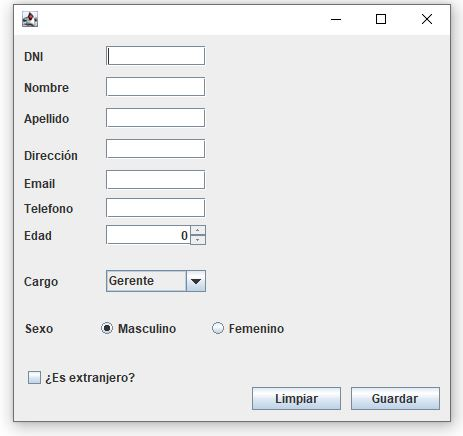 DNI
Nombre
Apellido
Dirección
Email
Telefono
Edad 0
Cargo Gerente
Sexo Masculino Femenino
¿Es extranjero?
Limpiar Guardar